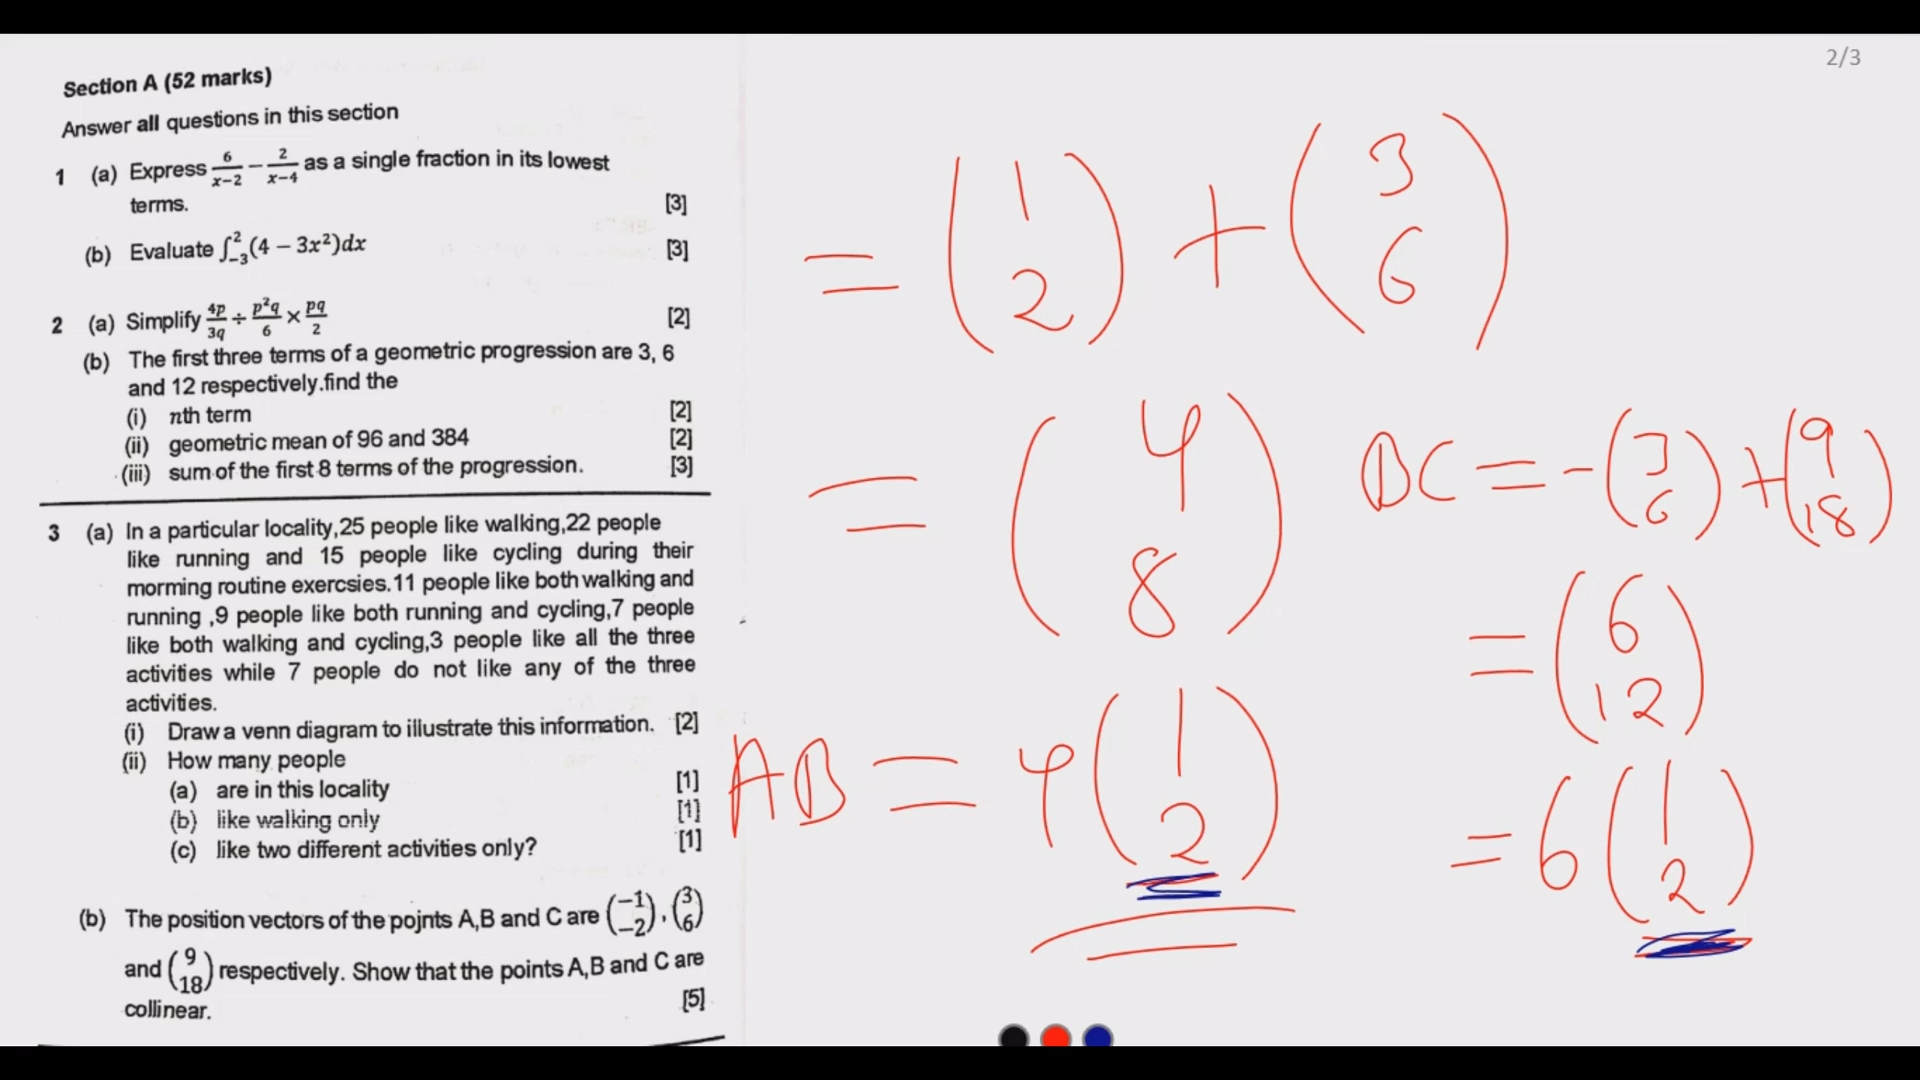 2/3
Section A (52 marks)
Answer all questions in this section
1 (a) Express 6/(x−2) − 2/(x−4) as a single fraction in its lowest
terms. [3]
(b) Evaluate ∫₋₃² (4 − 3x²)dx [3]
2 (a) Simplify 4p/3q ÷ p²q/6 × pq/2 [2]
(b) The first three terms of a geometric progression are 3, 6
and 12 respectively.find the
(i) nth term [2]
(ii) geometric mean of 96 and 384 [2]
(iii) sum of the first 8 terms of the progression. [3]
3 (a) In a particular locality,25 people like walking,22 people
like running and 15 people like cycling during their
morming routine exercsies.11 people like both walking and
running ,9 people like both running and cycling,7 people
like both walking and cycling,3 people like all the three
activities while 7 people do not like any of the three
activities.
(i) Draw a venn diagram to illustrate this information. [2]
(ii) How many people
(a) are in this locality [1]
(b) like walking only [1]
(c) like two different activities only? [1]
(b) The position vectors of the pojnts A,B and C are (−1 −2), (3 6)
and (9 18) respectively. Show that the points A,B and C are
collinear. [5]
= (1 2) + (3 6)
= (4 8)
AB = 4 (1 2)
BC = −(3 6) + (9 18)
= (6 12)
= 6 (1 2)